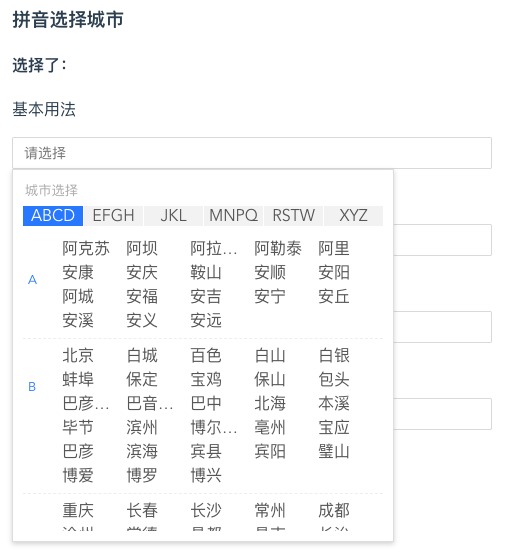 拼音选择城市
选择了：
基本用法
请选择
城市选择
ABCD EFGH JKL MNPQ RSTW XYZ
阿克苏 阿坝 阿拉… 阿勒泰 阿里
安康 安庆 鞍山 安顺 安阳
A 阿城 安福 安吉 安宁 安丘
安溪 安义 安远
北京 白城 百色 白山 白银
B 蚌埠 保定 宝鸡 保山 包头
巴彦… 巴音… 巴中 北海 本溪
毕节 滨州 博尔… 亳州 宝应
巴彦 滨海 宾县 宾阳 璧山
博爱 博罗 博兴
重庆 长春 长沙 常州 成都